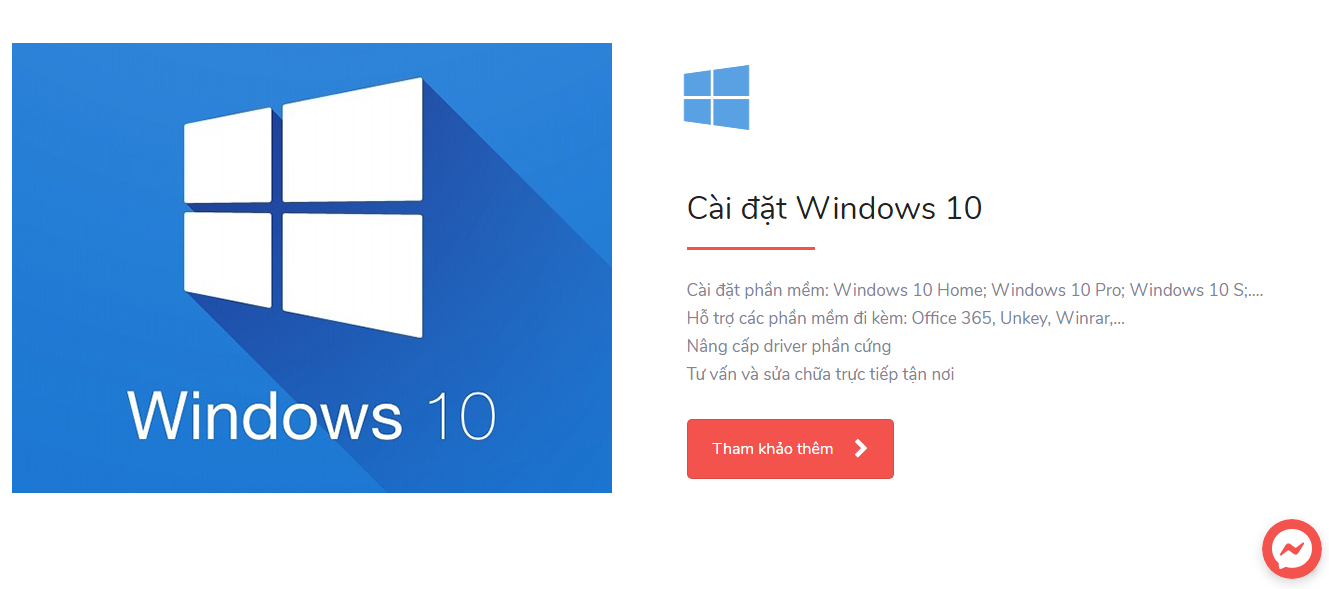 Windows 10
Cài đặt Windows 10
Cài đặt phần mềm: Windows 10 Home; Windows 10 Pro; Windows 10 S;....
Hỗ trợ các phần mềm đi kèm: Office 365, Unkey, Winrar,...
Nâng cấp driver phần cứng
Tư vấn và sửa chữa trực tiếp tận nơi
Tham khảo thêm